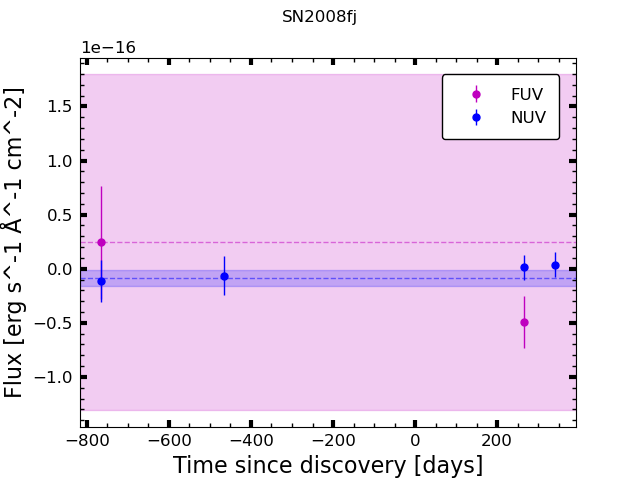 SN2008fj
1e−16
FUV
NUV
1.5
1.0
0.5
0.0
−0.5
−1.0
Flux [erg s^-1 Å^-1 cm^-2]
−800 −600 −400 −200 0 200
Time since discovery [days]